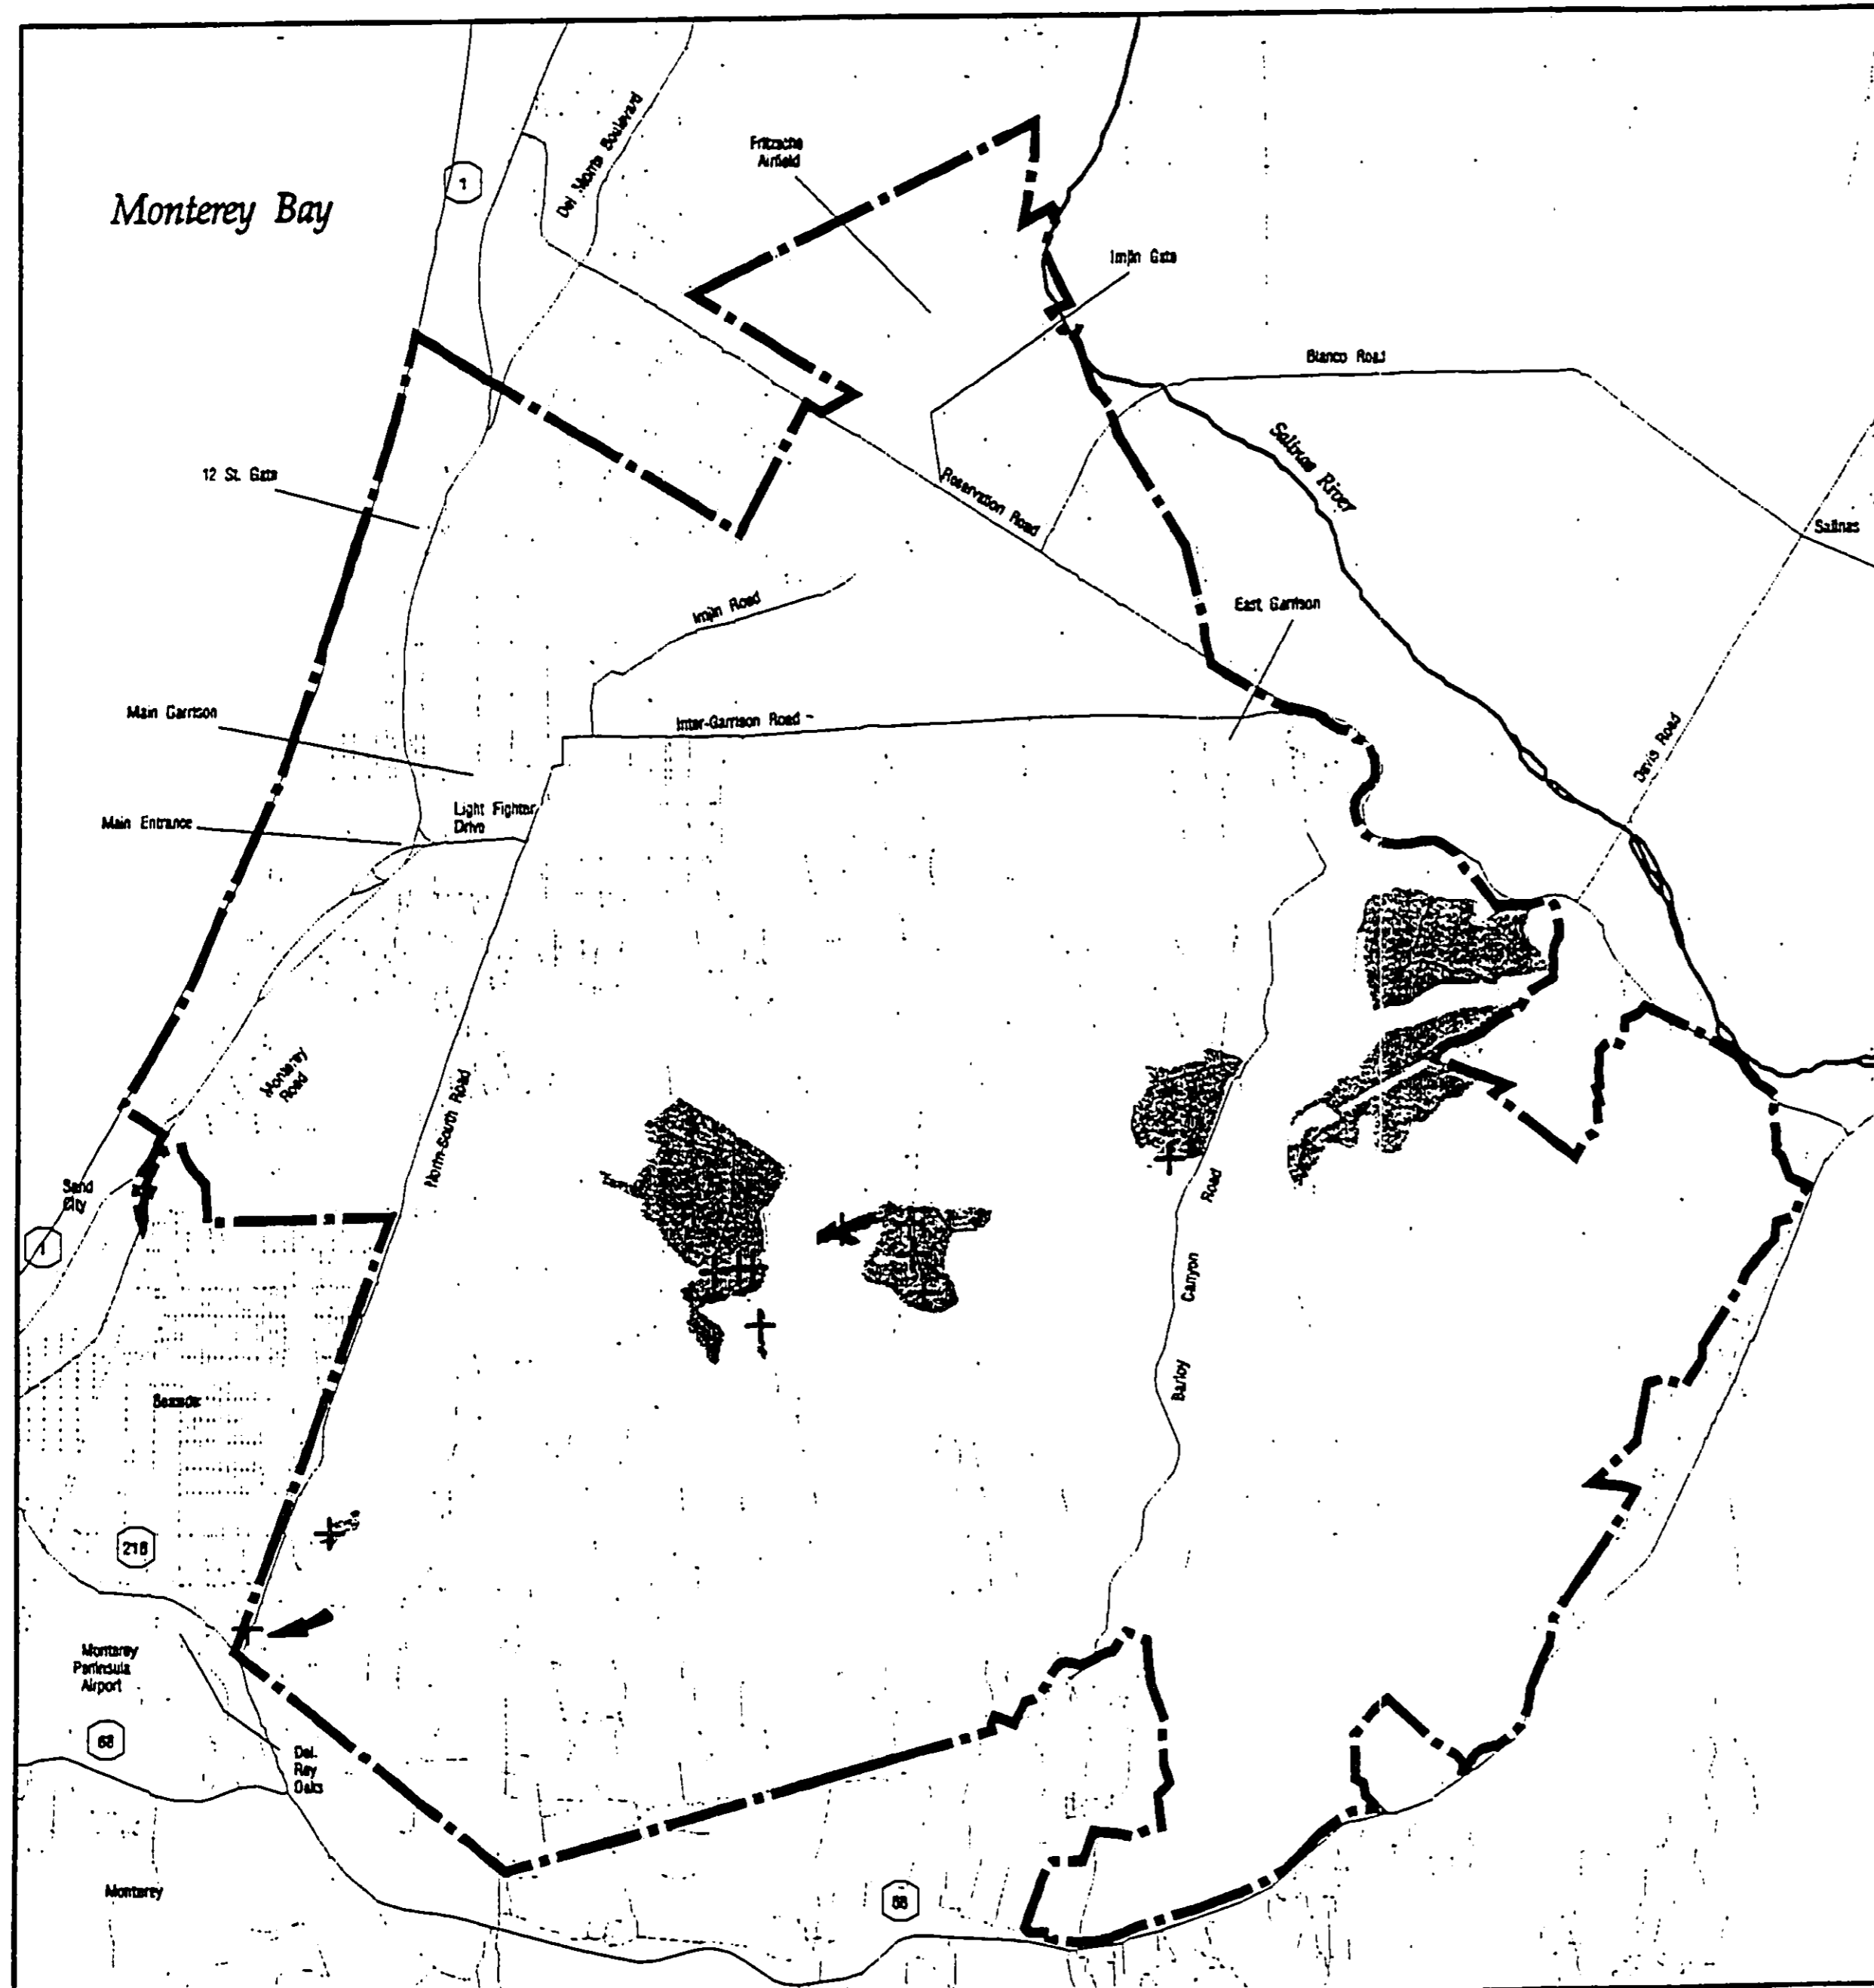 Monterey Bay
1
Del Monte Boulevard
Fritzsche
Airfield
Imjin Gate
Blanco Road
Salinas River
12 St. Gate
Reservation Road
Salinas
Imjin Road
East Garrison
Main Garrison
Inter-Garrison Road
Davis Road
Light Fighter
Drive
Main Entrance
Monterey
Road
North-South Road
Sand
City
1
Barloy Canyon Road
Seaside
218
Monterey
Peninsula
Airport
68
Del
Rey
Oaks
Monterey
68